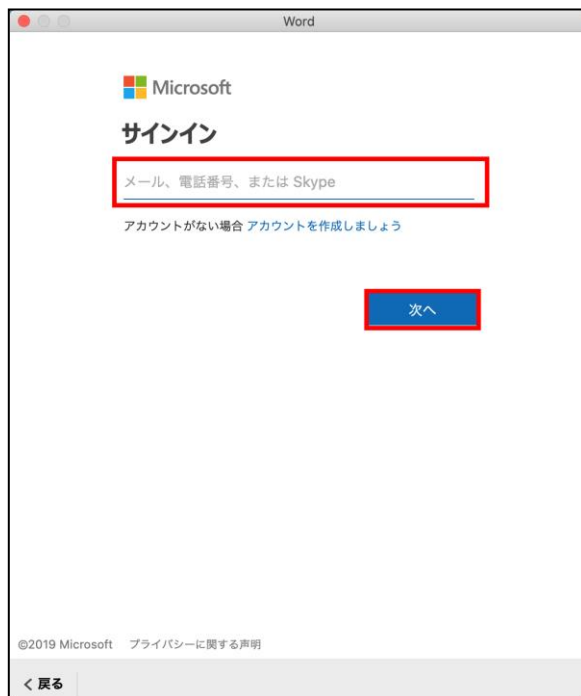 Word
Microsoft
サインイン
メール、電話番号、または Skype
アカウントがない場合 アカウントを作成しましょう
次へ
©2019 Microsoft プライバシーに関する声明
< 戻る